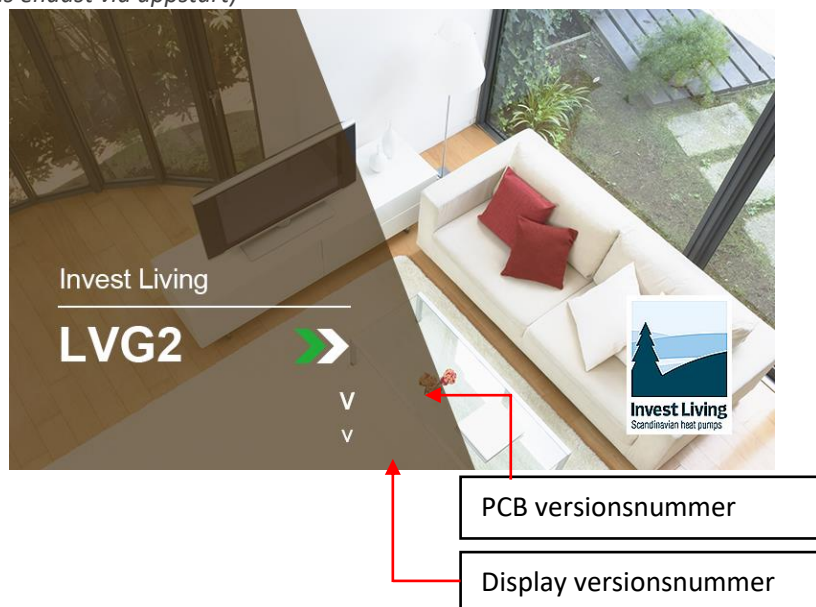 Invest Living
LVG2
V
v
Invest Living
Scandinavian heat pumps
PCB versionsnummer
Display versionsnummer